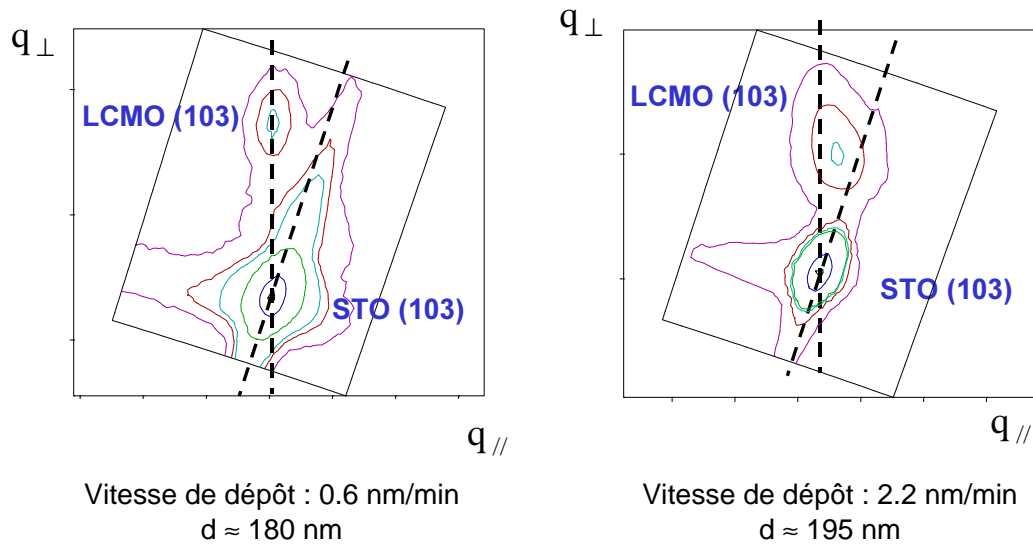 q⊥
LCMO (103)
STO (103)
q//
Vitesse de dépôt : 0.6 nm/min
d ≈ 180 nm
q⊥
LCMO (103)
STO (103)
q//
Vitesse de dépôt : 2.2 nm/min
d ≈ 195 nm